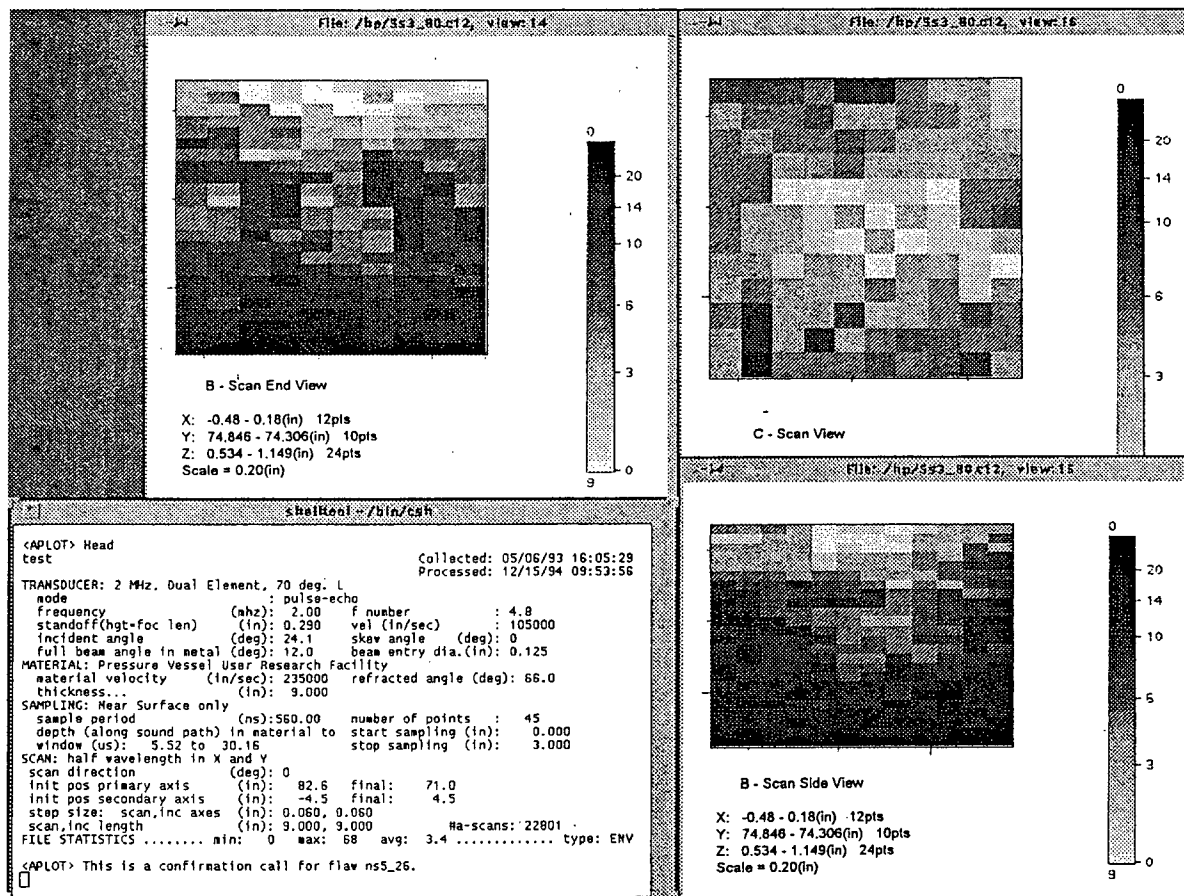 File: /hp/5s3_80.c12, view:14
0
20
14
10
6
3
0
9
B - Scan End View
X: -0.48 - 0.18(in) 12pts
Y: 74.846 - 74.306(in) 10pts
Z: 0.534 - 1.149(in) 24pts
Scale = 0.20(in)
File: /hp/5s3_80.c12, view:16
0
20
14
10
6
3
C - Scan View
shelltool - /bin/csh
<APLOT> Head
test Collected: 05/06/93 16:05:29
Processed: 12/15/94 09:53:56
TRANSDUCER: 2 MHz, Dual Element, 70 deg. L
mode : pulse-echo
frequency (mhz): 2.00 f number : 4.8
standoff(hgt=foc len) (in): 0.290 vel (in/sec) : 105000
incident angle (deg): 24.1 skew angle (deg): 0
full beam angle in metal (deg): 12.0 beam entry dia.(in): 0.125
MATERIAL: Pressure Vessel User Research Facility
material velocity (in/sec): 235000 refracted angle (deg): 66.0
thickness... (in): 9.000
SAMPLING: Near Surface only
sample period (ns):560.00 number of points : 45
depth (along sound path) in material to start sampling (in): 0.000
window (us): 5.52 to 30.16 stop sampling (in): 3.000
SCAN: half wavelength in X and Y
scan direction (deg): 0
init pos primary axis (in): 82.6 final: 71.0
init pos secondary axis (in): -4.5 final: 4.5
step size: scan,inc axes (in): 0.060, 0.060
scan,inc length (in): 9.000, 9.000 #a-scans: 22801
FILE STATISTICS ........ min: 0 max: 68 avg: 3.4 ............. type: ENV
<APLOT> This is a confirmation call for flaw ns5_26.
File: /hp/5s3_80.c12, view:15
0
20
14
10
6
3
0
9
B - Scan Side View
X: -0.48 - 0.18(in) 12pts
Y: 74.846 - 74.306(in) 10pts
Z: 0.534 - 1.149(in) 24pts
Scale = 0.20(in)